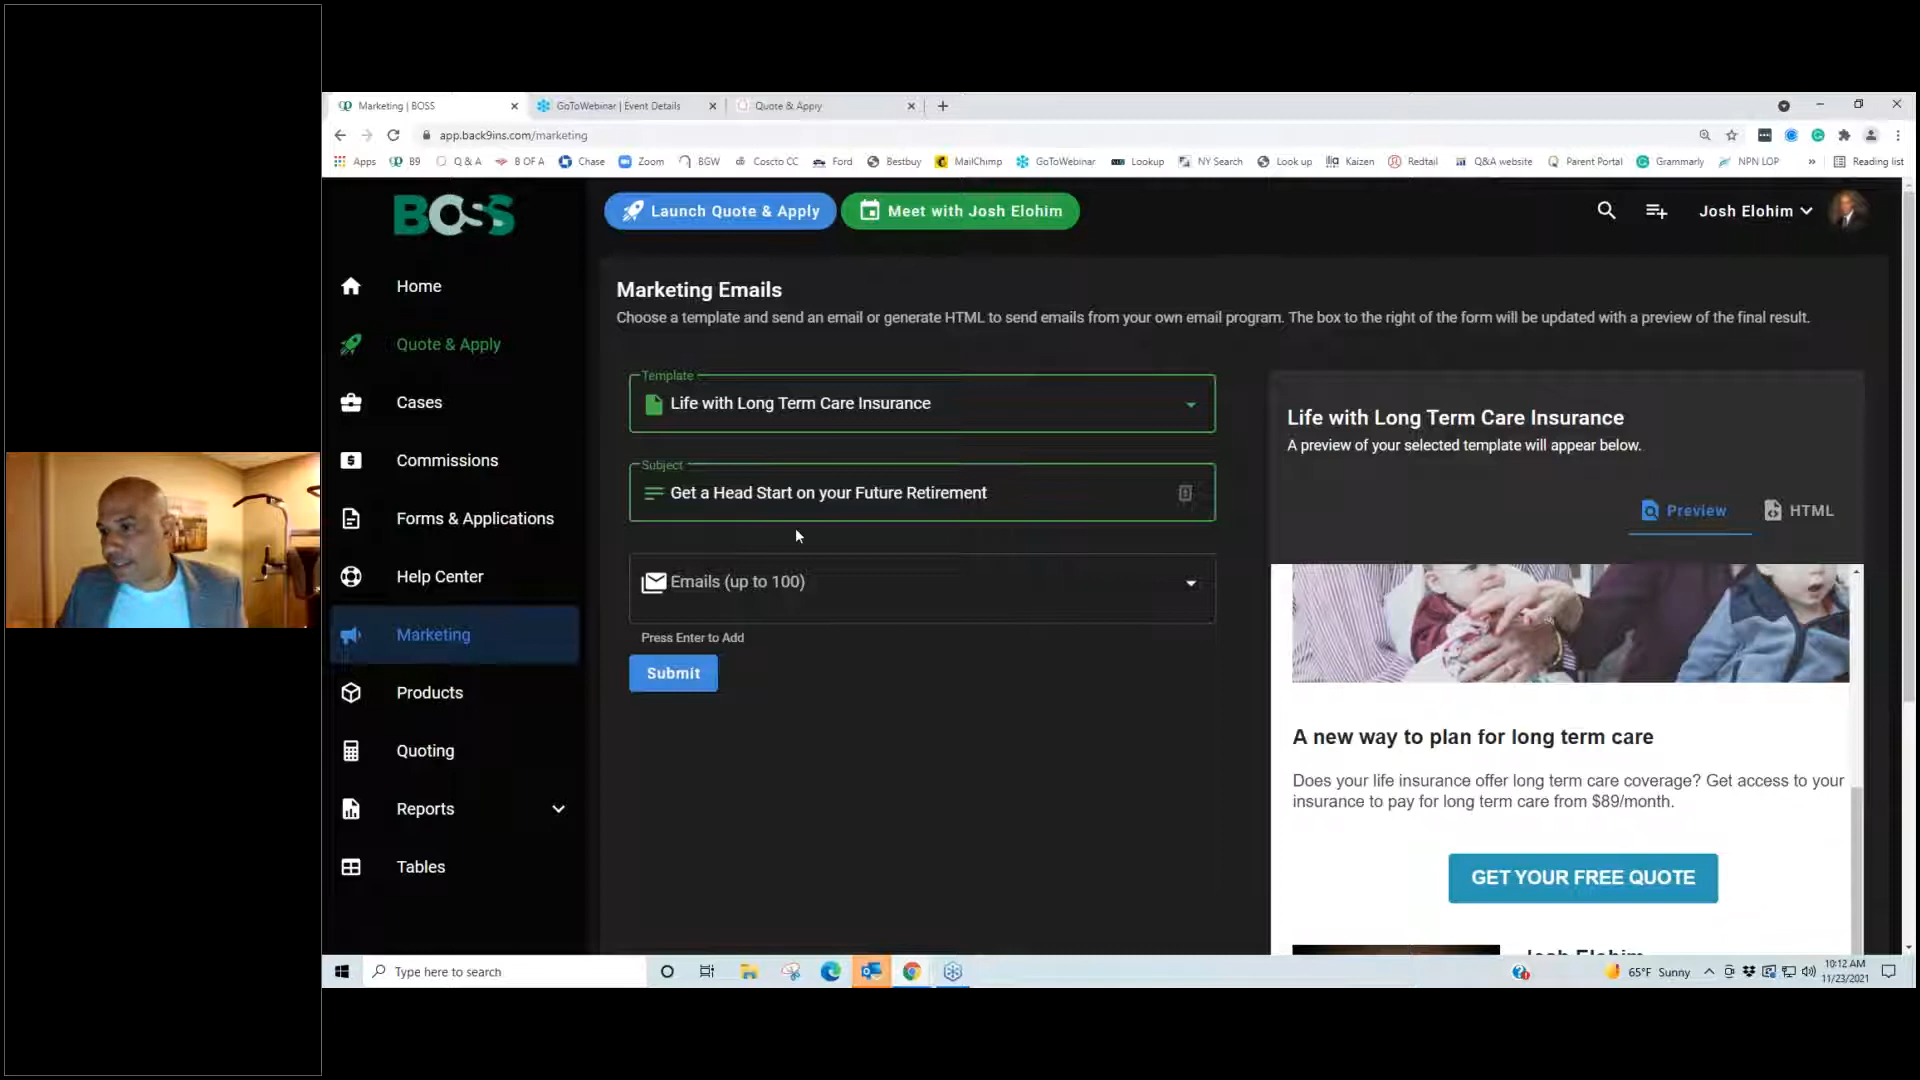 Marketing | BOSS
GoToWebinar | Event Details
Quote & Apply
app.back9ins.com/marketing
Apps
B9
Q & A
B OF A
Chase
Zoom
BGW
Coscto CC
Ford
Bestbuy
MailChimp
GoToWebinar
Lookup
NY Search
Look up
Kaizen
Redtail
Q&A website
Parent Portal
Grammarly
NPN LOP
»
Reading list
BOSS
Launch Quote & Apply
Meet with Josh Elohim
Josh Elohim
Home
Quote & Apply
Cases
Commissions
Forms & Applications
Help Center
Marketing
Products
Quoting
Reports
Tables
Marketing Emails
Choose a template and send an email or generate HTML to send emails from your own email program. The box to the right of the form will be updated with a preview of the final result.
Template
Life with Long Term Care Insurance
Subject
Get a Head Start on your Future Retirement
Emails (up to 100)
Press Enter to Add
Submit
Life with Long Term Care Insurance
A preview of your selected template will appear below.
Preview
HTML
A new way to plan for long term care
Does your life insurance offer long term care coverage? Get access to your
insurance to pay for long term care from $89/month.
GET YOUR FREE QUOTE
Josh Elohim
Type here to search
65°F Sunny
10:12 AM
11/23/2021